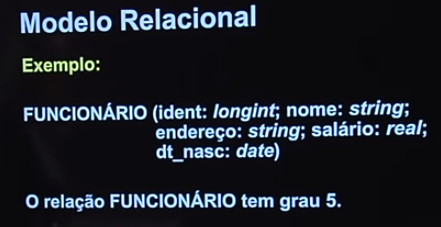 Modelo Relacional
Exemplo:
FUNCIONÁRIO (ident: longint; nome: string;
endereço: string; salário: real;
dt_nasc: date)
O relação FUNCIONÁRIO tem grau 5.